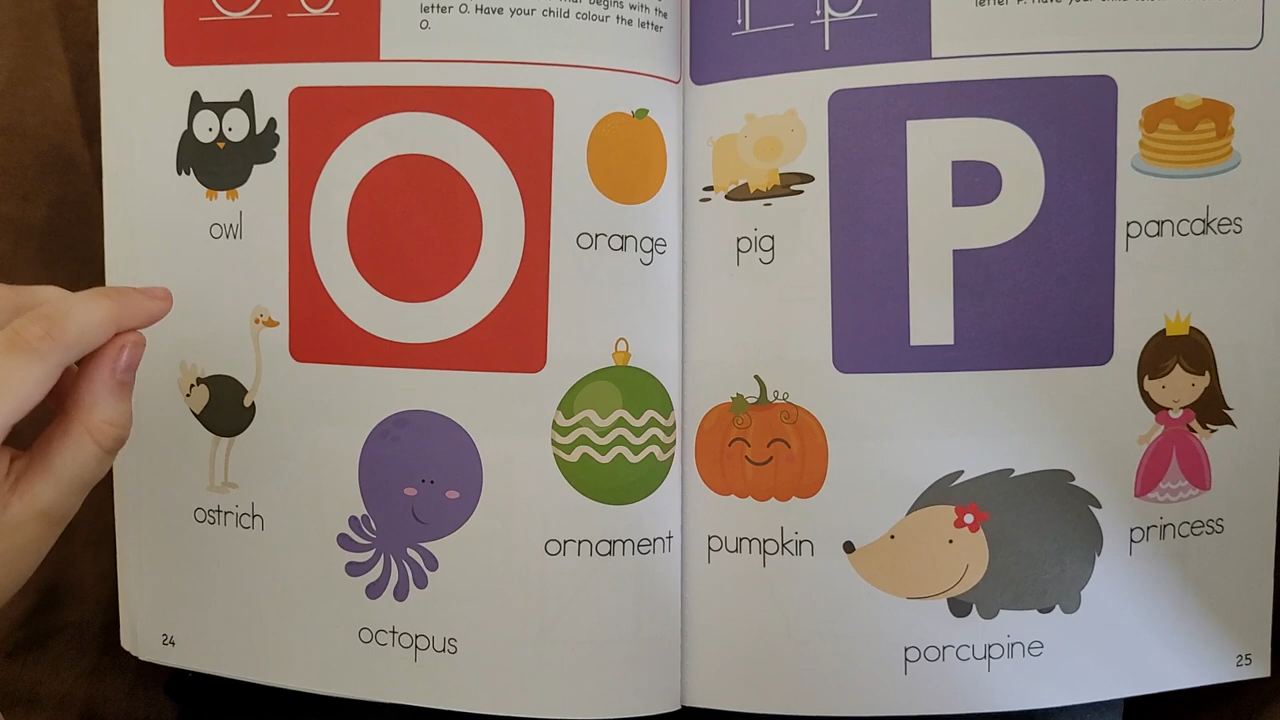 letter O. Have your child colour the letter
O.
O
owl
orange
ostrich
octopus
ornament
24
P
pig
pancakes
pumpkin
princess
porcupine
25